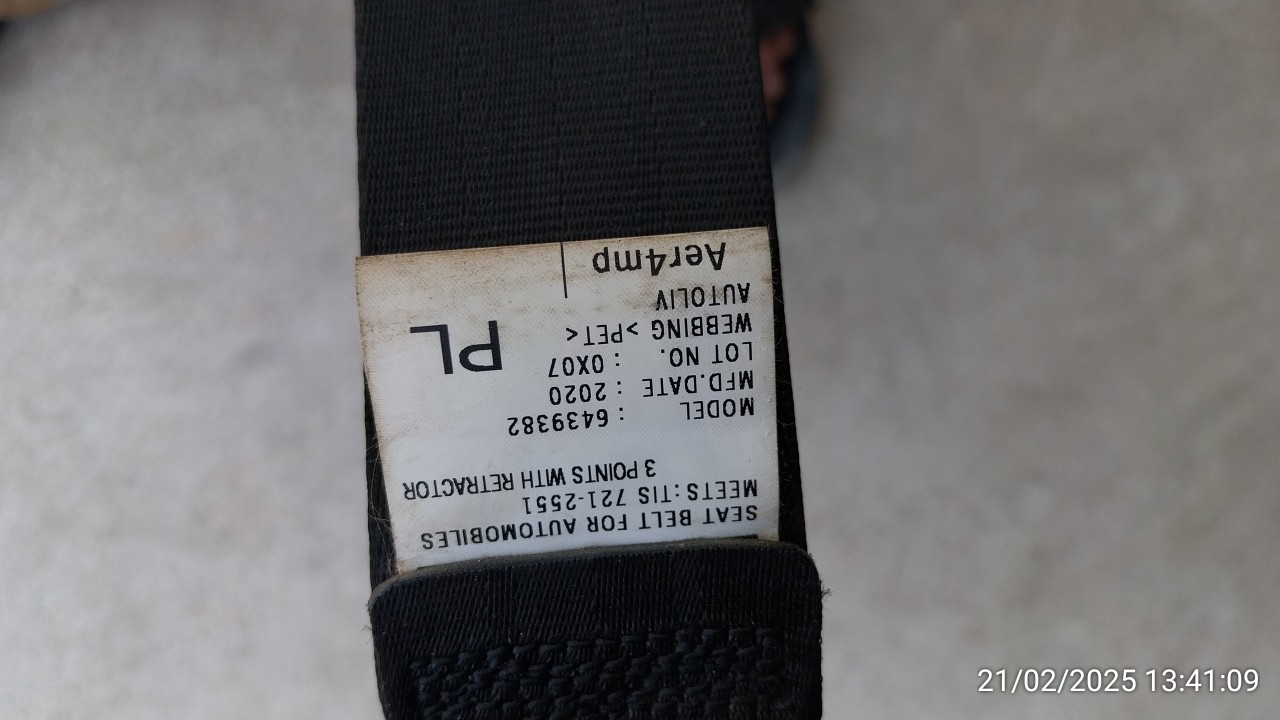 SEAT BELT FOR AUTOMOBILES
MEETS:TIS 721-2551
3 POINTS WITH RETRACTOR
MODEL : 6439382
MFD.DATE : 2020
LOT NO. : 0X07
WEBBING >PET<
AUTOLIV
PL
Aer4mp
21/02/2025 13:41:09